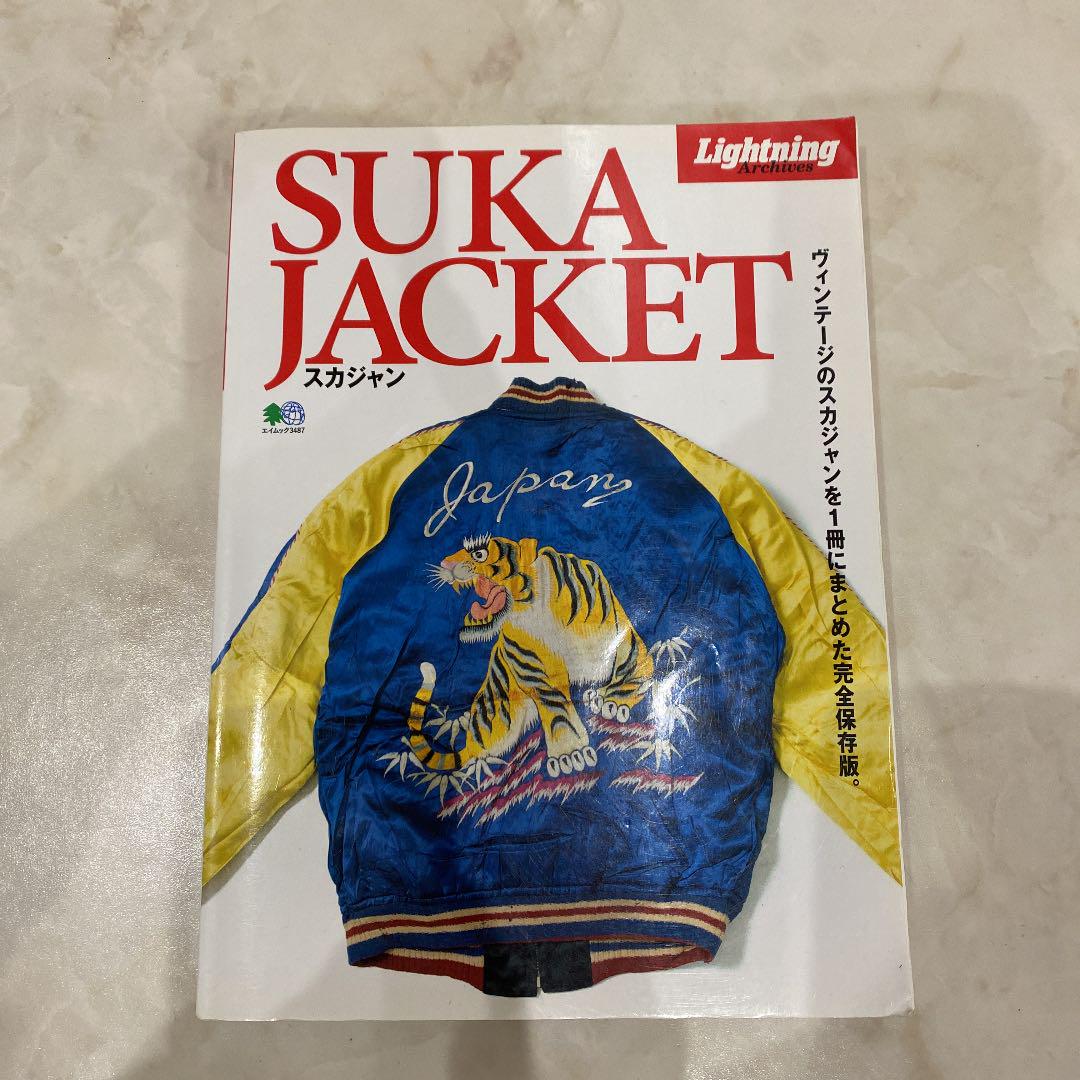 Lightning
Archives
SUKA
JACKET
スカジャン
エイムック3487
ヴィンテージのスカジャンを1冊にまとめた完全保存版。
Japan